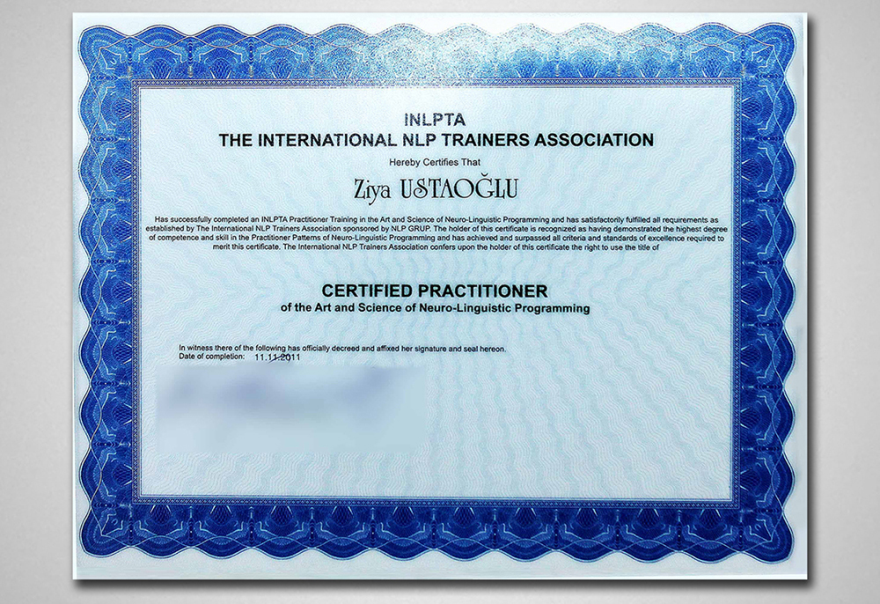 INLPTA
THE INTERNATIONAL NLP TRAINERS ASSOCIATION
Hereby Certifies That
Ziya USTAOĞLU
Has successfully completed an INLPTA Practitioner Training in the Art and Science of Neuro-Linguistic Programming and has satisfactorily fulfilled all requirements as
established by The International NLP Trainers Association sponsored by NLP GRUP. The holder of this certificate is recognized as having demonstrated the highest degree
of competence and skill in the Practitioner Patterns of Neuro-Linguistic Programming and has achieved and surpassed all criteria and standards of excellence required to
merit this certificate. The International NLP Trainers Association confers upon the holder of this certificate the right to use the title of
CERTIFIED PRACTITIONER
of the Art and Science of Neuro-Linguistic Programming
In witness there of the following has officially decreed and affixed her signature and seal hereon.
Date of completion: 11.11.2011